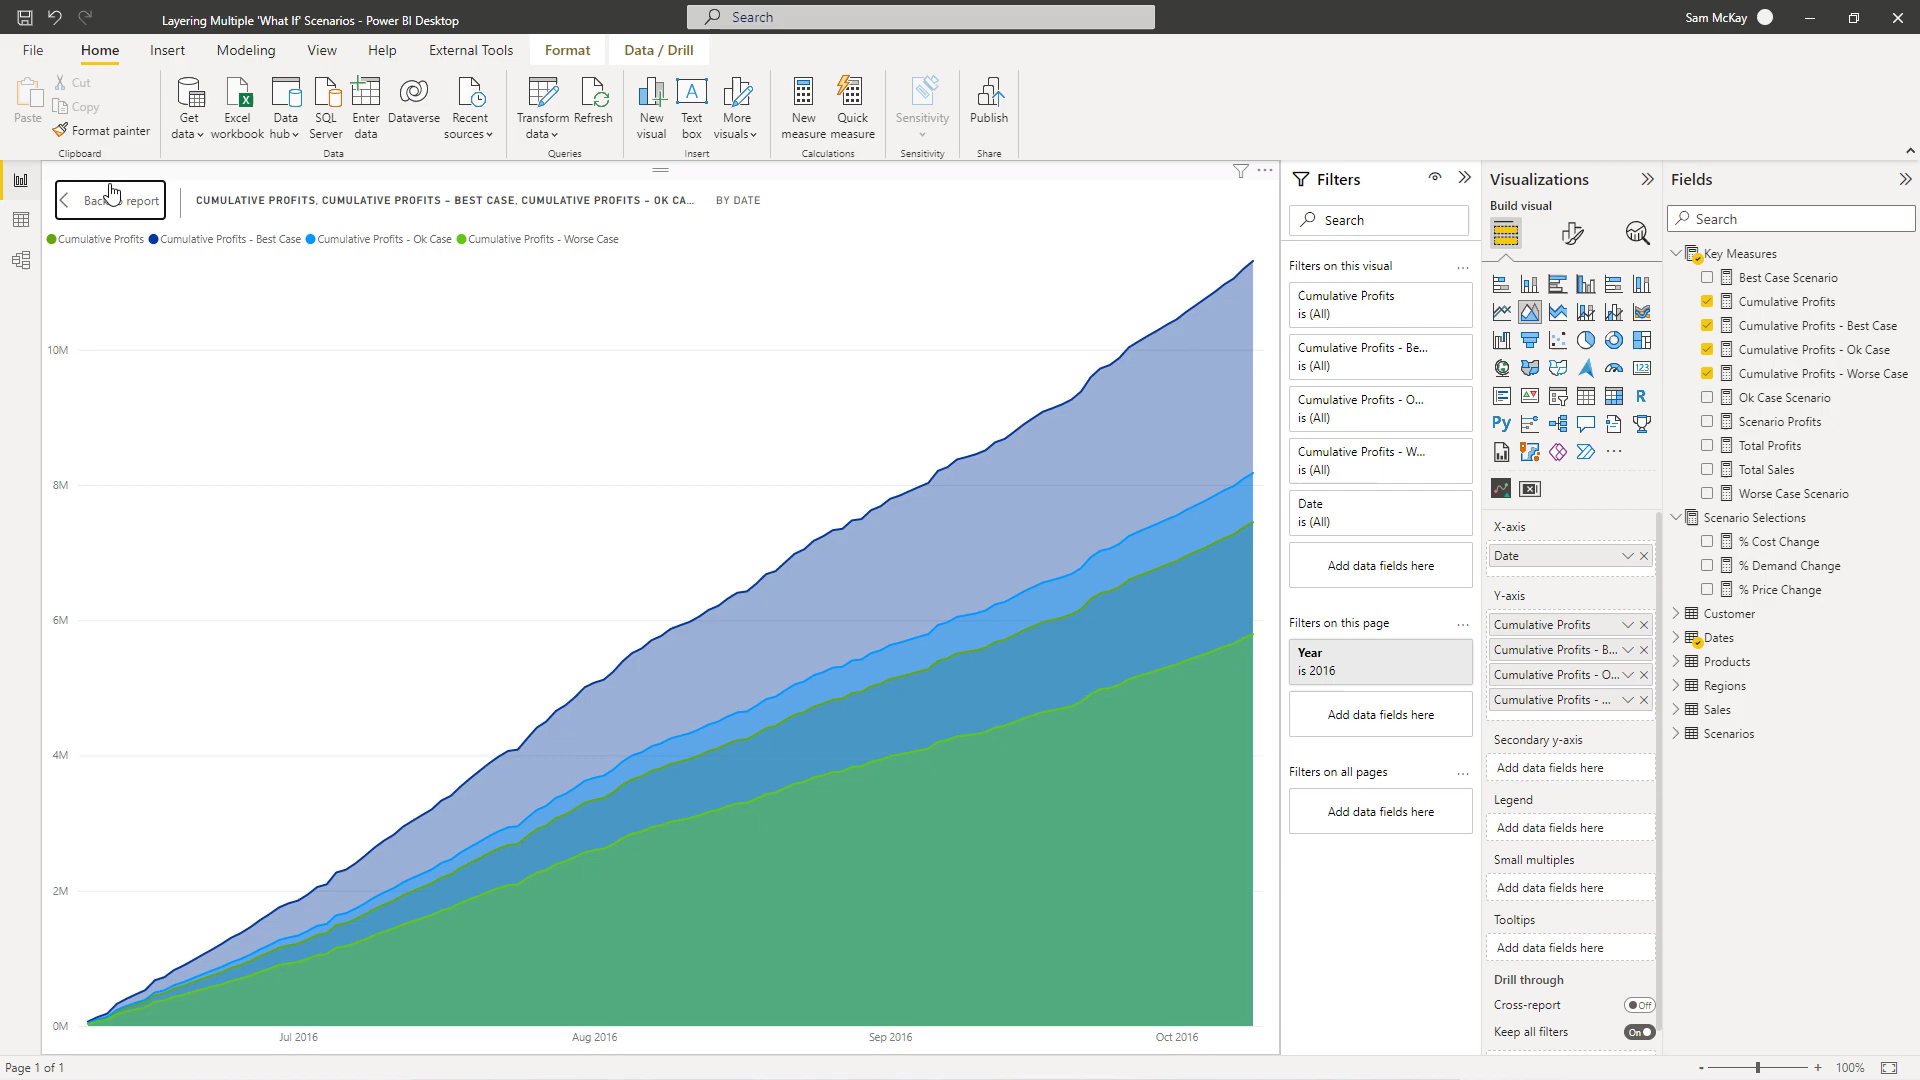 Layering Multiple 'What If' Scenarios - Power BI Desktop
Search
Sam McKay
File
Home
Insert
Modeling
View
Help
External Tools
Format
Data / Drill
Paste
Cut
Copy
Format painter
Clipboard
Get data
Excel workbook
Data hub
SQL Server
Enter data
Dataverse
Recent sources
Data
Transform data
Refresh
Queries
New visual
Text box
More visuals
Insert
New measure
Quick measure
Calculations
Sensitivity
Sensitivity
Publish
Share
Back to report
CUMULATIVE PROFITS, CUMULATIVE PROFITS – BEST CASE, CUMULATIVE PROFITS – OK CA...
BY DATE
Cumulative Profits
Cumulative Profits - Best Case
Cumulative Profits - Ok Case
Cumulative Profits - Worse Case
10M
8M
6M
4M
2M
0M
Jul 2016
Aug 2016
Sep 2016
Oct 2016
Filters
Search
Filters on this visual
Cumulative Profits
is (All)
Cumulative Profits - Be...
is (All)
Cumulative Profits - O...
is (All)
Cumulative Profits - W...
is (All)
Date
is (All)
Add data fields here
Filters on this page
Year
is 2016
Add data fields here
Filters on all pages
Add data fields here
Visualizations
Build visual
123
R
Py
X-axis
Date
Y-axis
Cumulative Profits
Cumulative Profits - B...
Cumulative Profits - O...
Cumulative Profits - ...
Secondary y-axis
Add data fields here
Legend
Add data fields here
Small multiples
Add data fields here
Tooltips
Add data fields here
Drill through
Cross-report
Off
Keep all filters
On
Fields
Search
Key Measures
Best Case Scenario
Cumulative Profits
Cumulative Profits - Best Case
Cumulative Profits - Ok Case
Cumulative Profits - Worse Case
Ok Case Scenario
Scenario Profits
Total Profits
Total Sales
Worse Case Scenario
Scenario Selections
% Cost Change
% Demand Change
% Price Change
Customer
Dates
Products
Regions
Sales
Scenarios
Page 1 of 1
100%